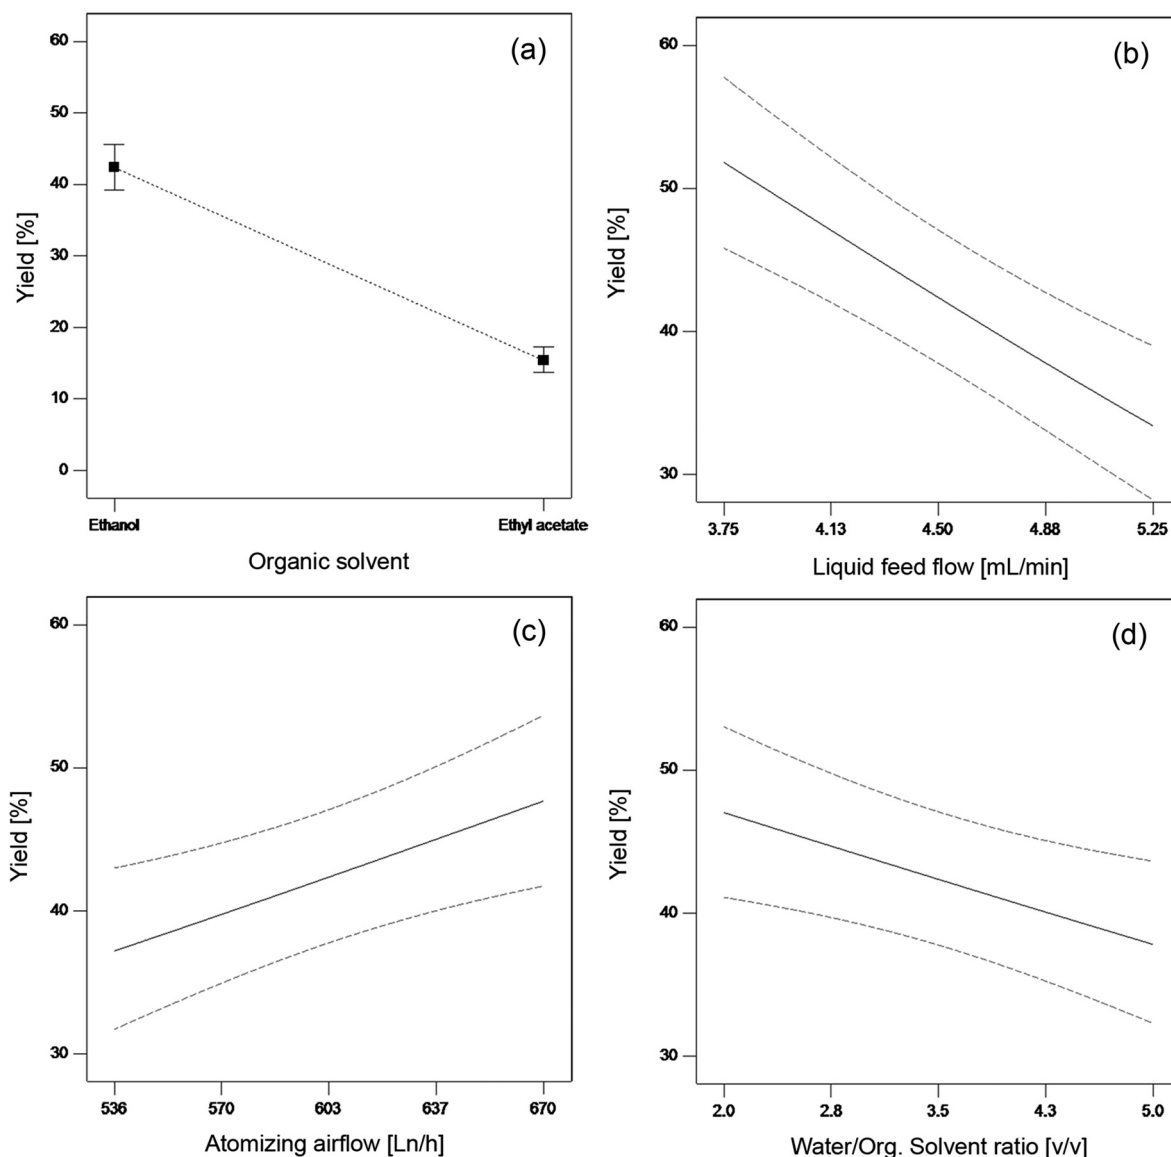 (a)
60
50
40
30
20
10
0
Yield [%]
Ethanol
Ethyl acetate
Organic solvent
(b)
60
50
40
30
Yield [%]
3.75
4.13
4.50
4.88
5.25
Liquid feed flow [mL/min]
(c)
60
50
40
30
Yield [%]
536
570
603
637
670
Atomizing airflow [Ln/h]
(d)
60
50
40
30
Yield [%]
2.0
2.8
3.5
4.3
5.0
Water/Org. Solvent ratio [v/v]